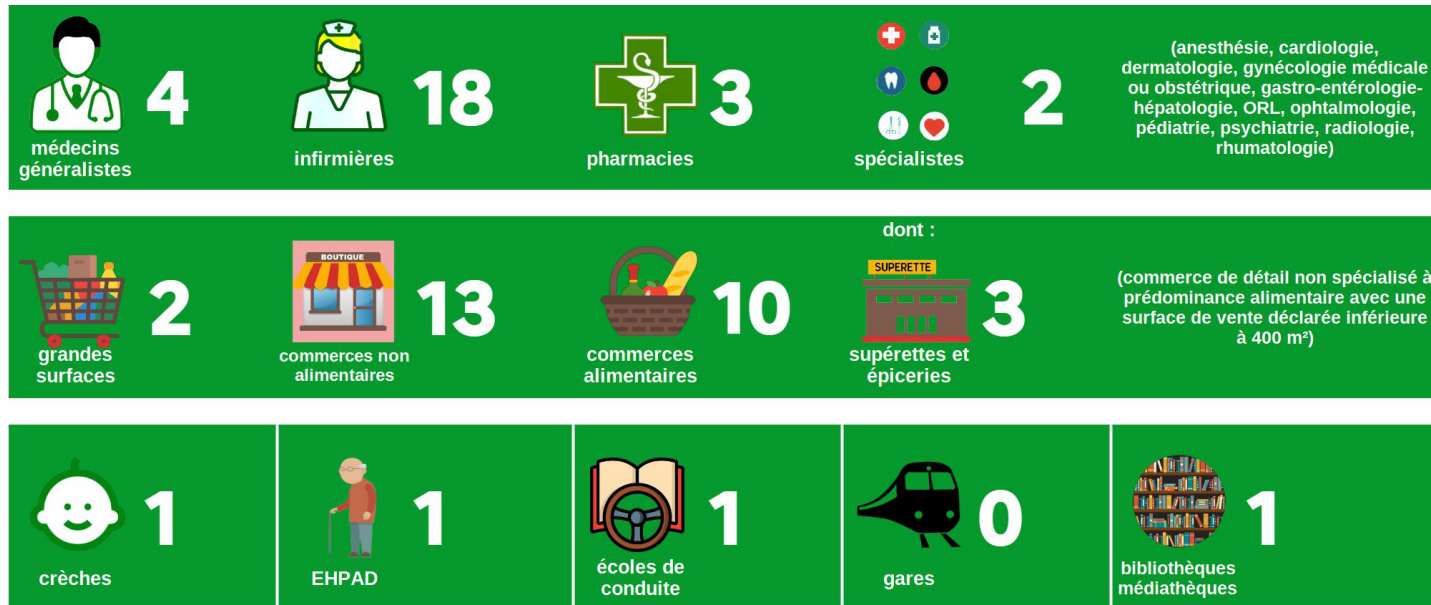 4
médecins
généralistes
18
infirmières
3
pharmacies
2
spécialistes
(anesthésie, cardiologie,
dermatologie, gynécologie médicale
ou obstétrique, gastro-entérologie-
hépatologie, ORL, ophtalmologie,
pédiatrie, psychiatrie, radiologie,
rhumatologie)
2
grandes
surfaces
BOUTIQUE
13
commerces non
alimentaires
10
commerces
alimentaires
dont :
SUPERETTE
3
supérettes et
épiceries
(commerce de détail non spécialisé à
prédominance alimentaire avec une
surface de vente déclarée inférieure
à 400 m²)
1
crèches
1
EHPAD
1
écoles de
conduite
0
gares
1
bibliothèques
médiathèques